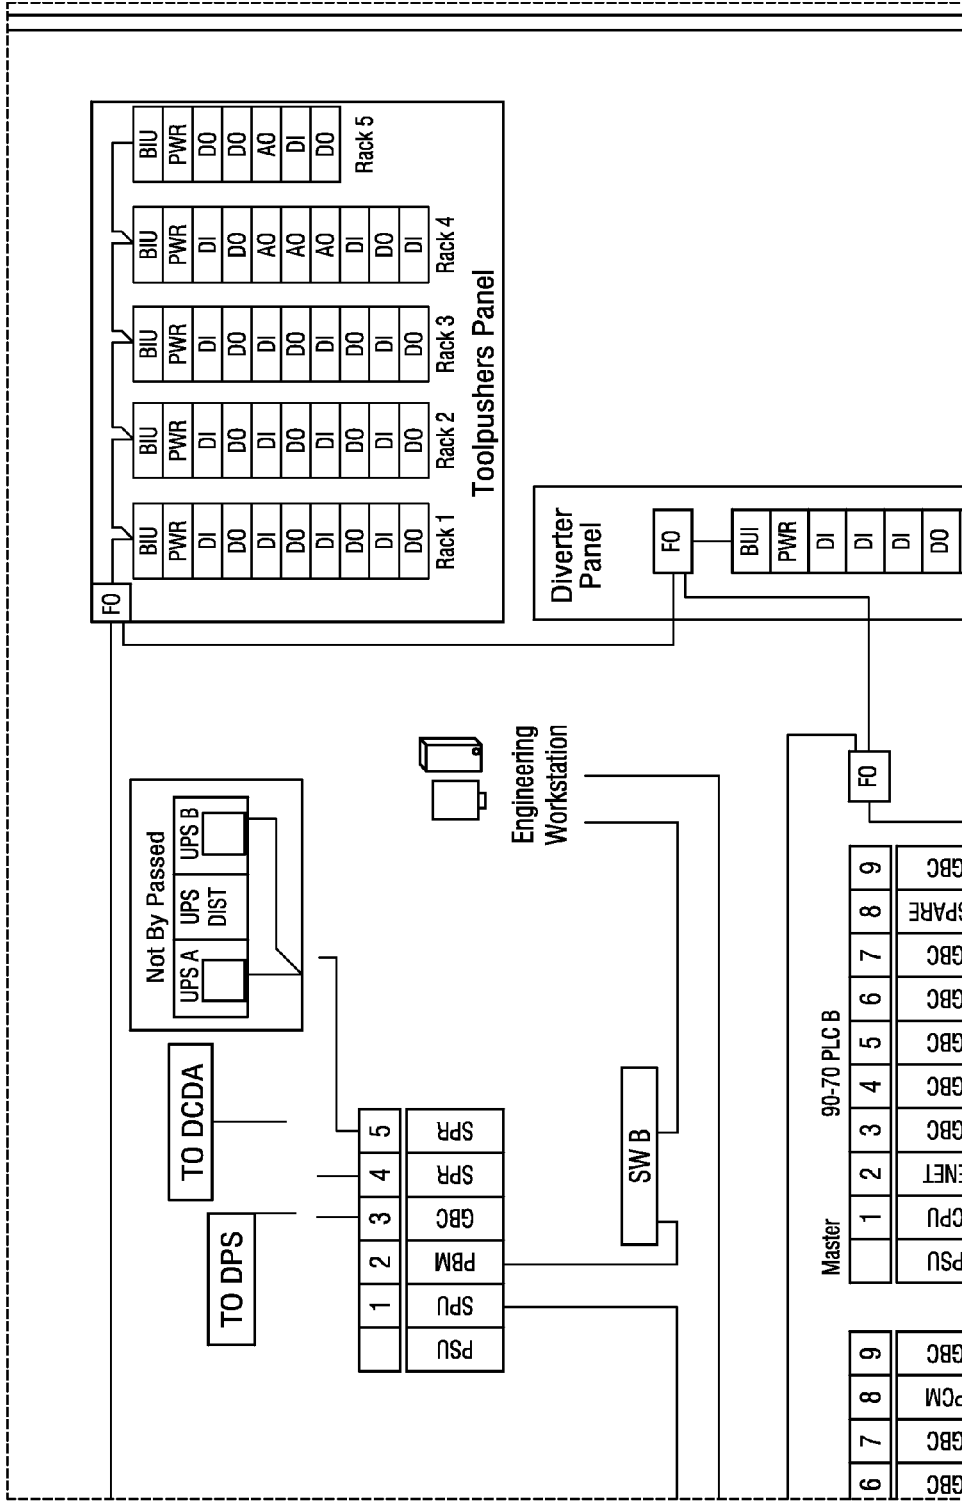 BIU
PWR
DI
DO
DI
DO
DI
DO
DI
DO
Rack 1
BIU
PWR
DI
DO
DI
DO
DI
DO
DI
DO
Rack 2
BIU
PWR
DI
DO
DI
DO
DI
DO
DI
DO
Rack 3
BIU
PWR
DI
DO
AO
AO
AO
DI
DO
DI
Rack 4
BIU
PWR
DO
DO
AO
DI
DO
Rack 5
FO
Toolpushers Panel
Diverter
Panel
FO
BUI
PWR
DI
DI
DI
DO
Not By Passed
UPS A
UPS
DIST
UPS B
Engineering
Workstation
TO DCDA
TO DPS
1 2 3 4 5
PSU SPU PBM GBC SPR SPR
SW B
FO
Master
90-70 PLC B
1 2 3 4 5 6 7 8 9
PSU CPU ENET GBC GBC GBC GBC GBC SPARE GBC
6 7 8 9
GBC GBC PCM GBC